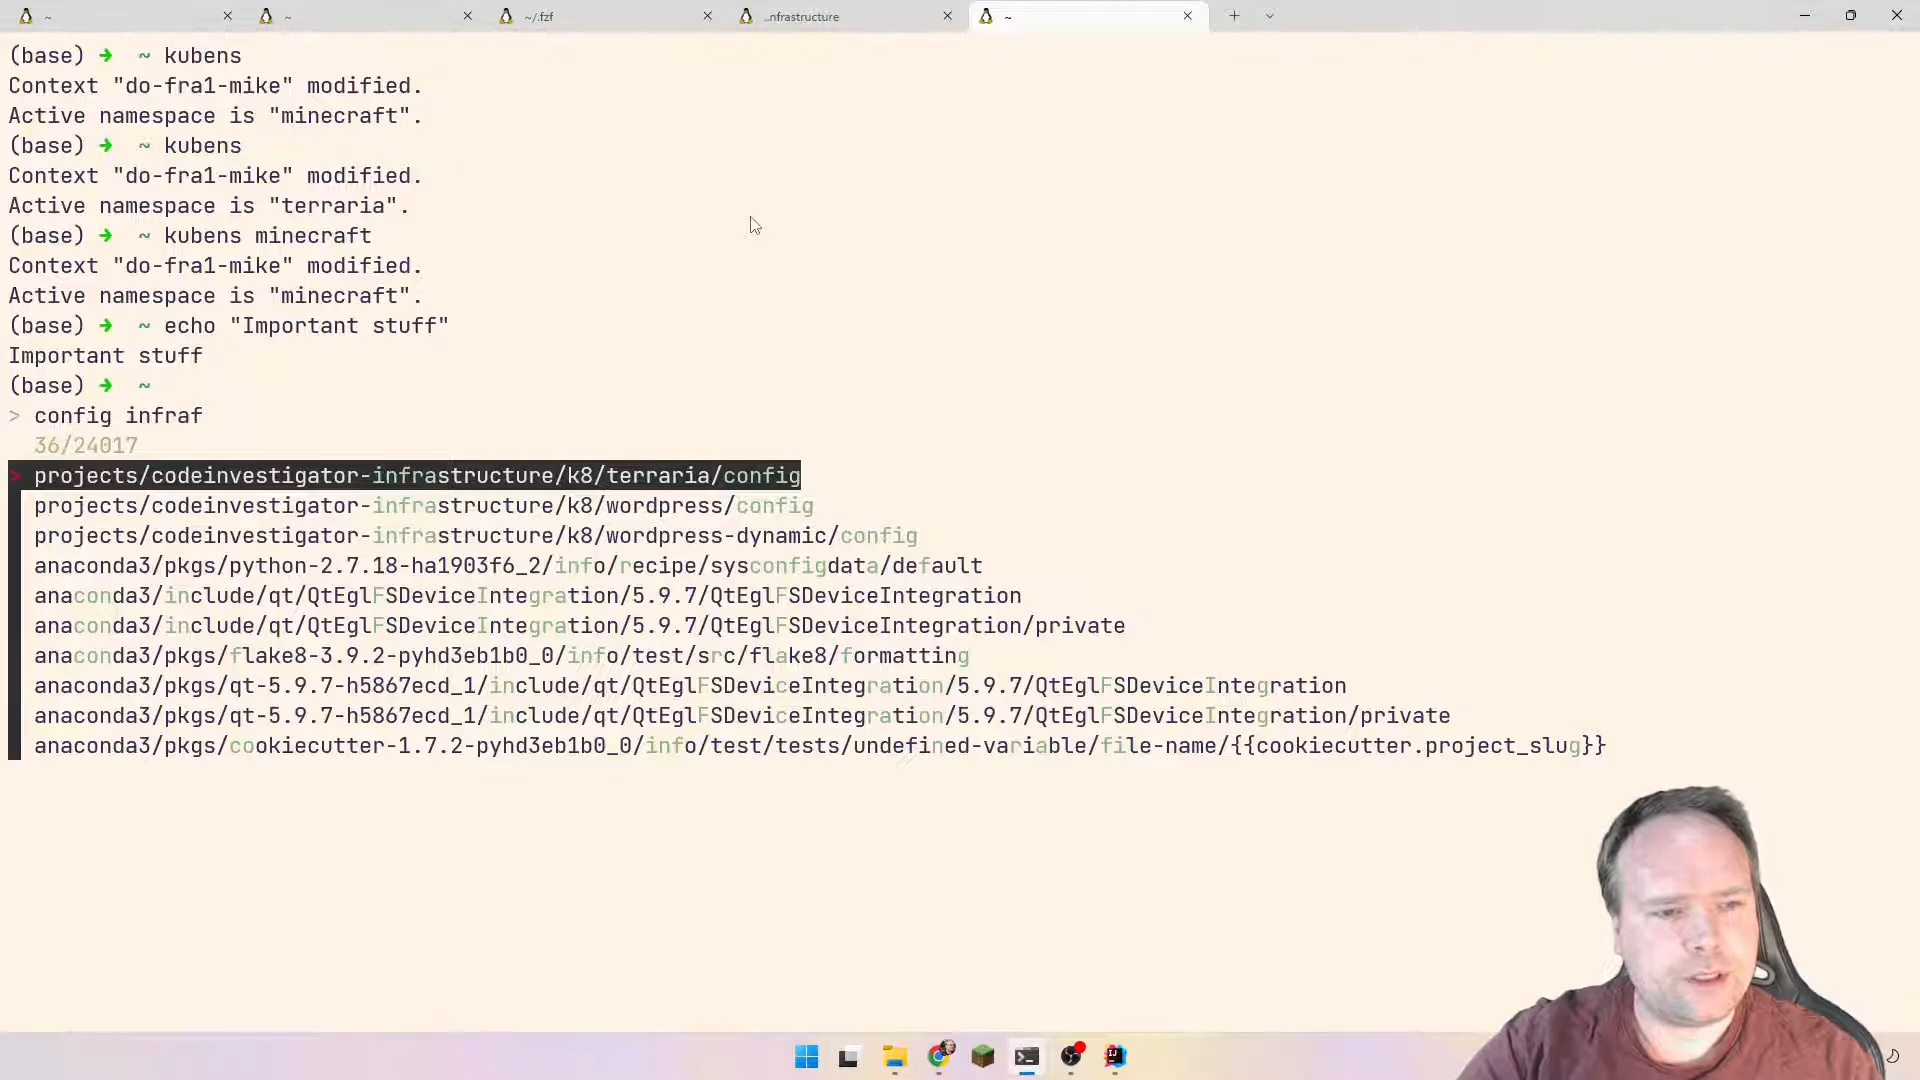 ~
~
~/.fzf
..nfrastructure
~
(base) ➜ ~ kubens
Context "do-fra1-mike" modified.
Active namespace is "minecraft".
(base) ➜ ~ kubens
Context "do-fra1-mike" modified.
Active namespace is "terraria".
(base) ➜ ~ kubens minecraft
Context "do-fra1-mike" modified.
Active namespace is "minecraft".
(base) ➜ ~ echo "Important stuff"
Important stuff
(base) ➜ ~
> config infraf
36/24017
> projects/codeinvestigator-infrastructure/k8/terraria/config
projects/codeinvestigator-infrastructure/k8/wordpress/config
projects/codeinvestigator-infrastructure/k8/wordpress-dynamic/config
anaconda3/pkgs/python-2.7.18-ha1903f6_2/info/recipe/sysconfigdata/default
anaconda3/include/qt/QtEglFSDeviceIntegration/5.9.7/QtEglFSDeviceIntegration
anaconda3/include/qt/QtEglFSDeviceIntegration/5.9.7/QtEglFSDeviceIntegration/private
anaconda3/pkgs/flake8-3.9.2-pyhd3eb1b0_0/info/test/src/flake8/formatting
anaconda3/pkgs/qt-5.9.7-h5867ecd_1/include/qt/QtEglFSDeviceIntegration/5.9.7/QtEglFSDeviceIntegration
anaconda3/pkgs/qt-5.9.7-h5867ecd_1/include/qt/QtEglFSDeviceIntegration/5.9.7/QtEglFSDeviceIntegration/private
anaconda3/pkgs/cookiecutter-1.7.2-pyhd3eb1b0_0/info/test/tests/undefined-variable/file-name/{{cookiecutter.project_slug}}